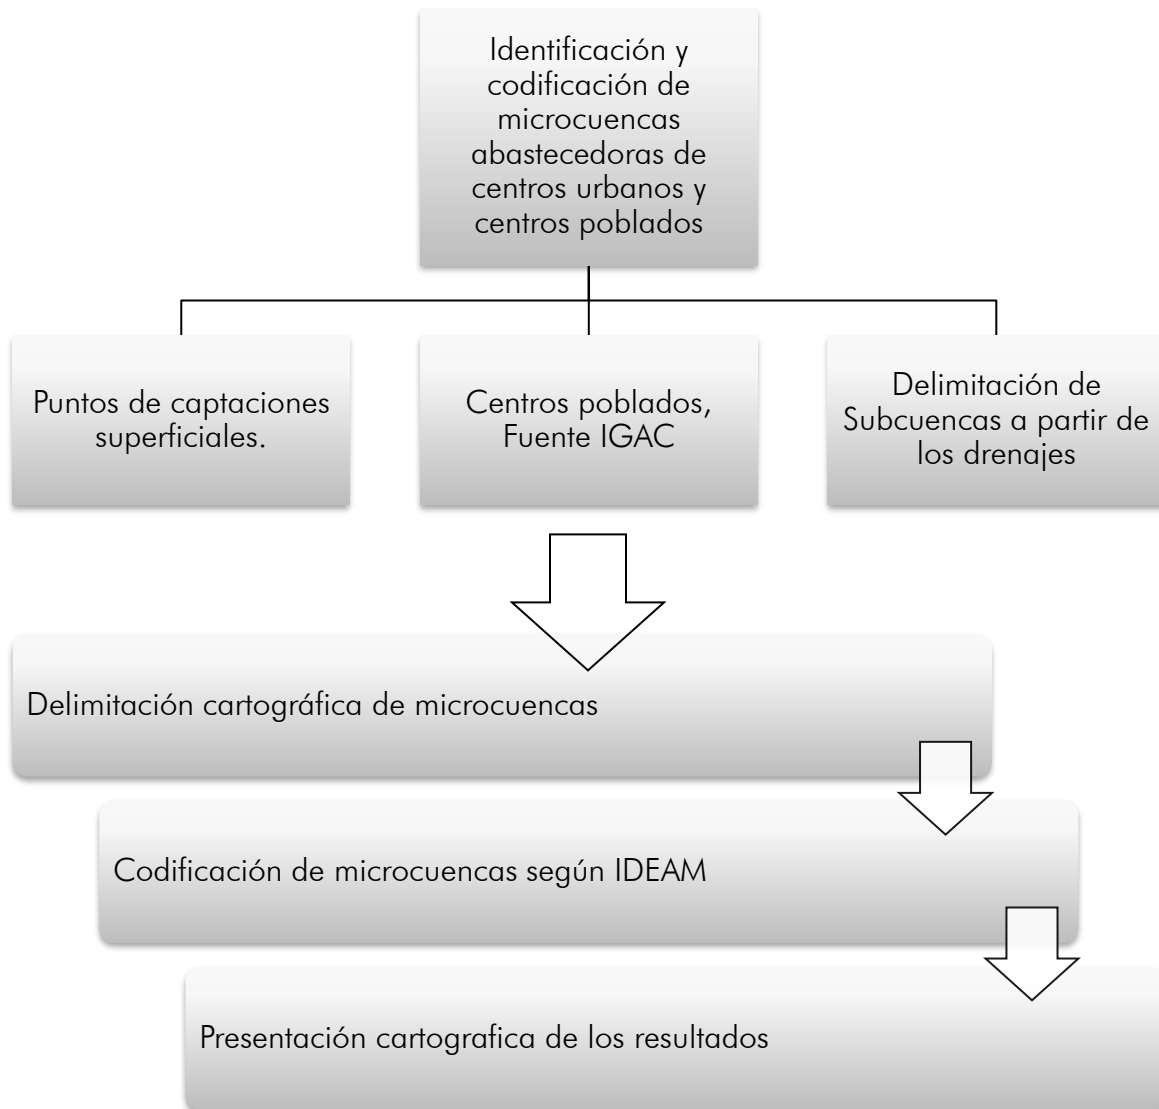 Identificación y
codificación de
microcuencas
abastecedoras de
centros urbanos y
centros poblados
Puntos de captaciones
superficiales.
Centros poblados,
Fuente IGAC
Delimitación de
Subcuencas a partir de
los drenajes
Delimitación cartográfica de microcuencas
Codificación de microcuencas según IDEAM
Presentación cartografica de los resultados